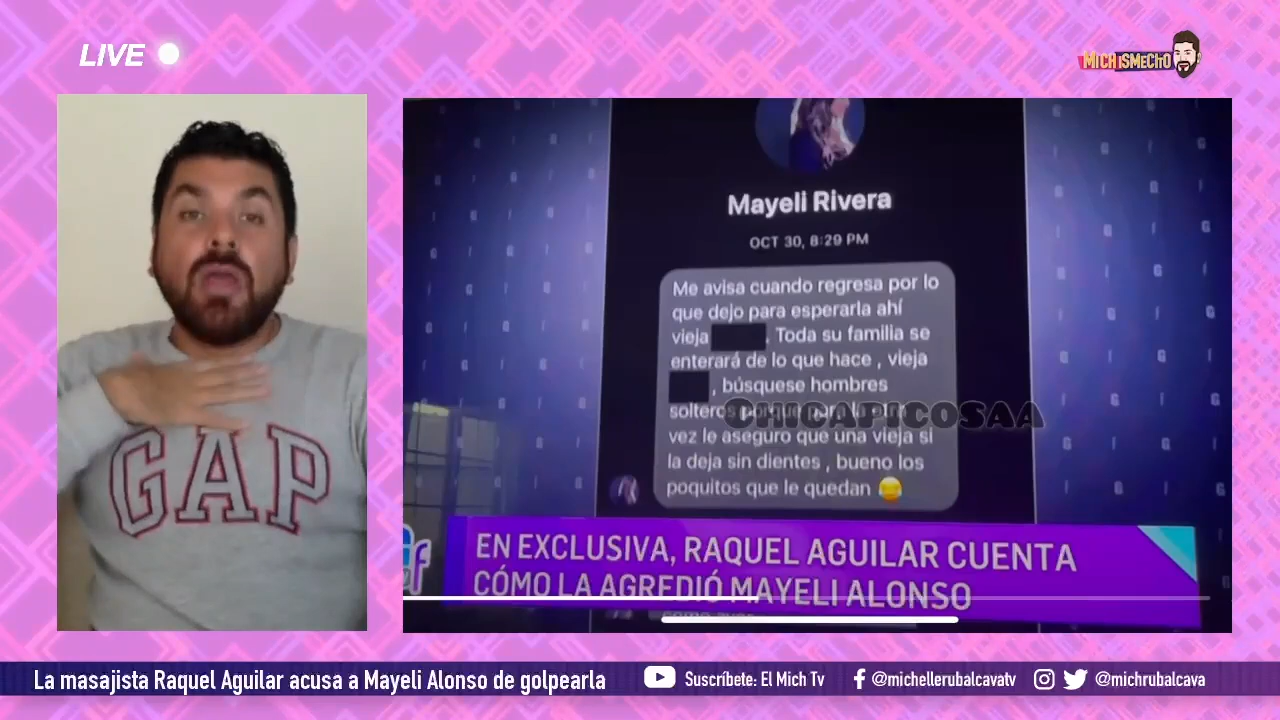 LIVE
MICHISMECITO
Mayeli Rivera
OCT 30, 8:29 PM
Me avisa cuando regresa por lo
que dejo para esperarla ahí
vieja . Toda su familia se
enterará de lo que hace , vieja
, búsquese hombres
solteros porque
CHICAPICOSAA
vez le aseguro que una vieja si
la deja sin dientes , bueno los
poquitos que le quedan 😂
EN EXCLUSIVA, RAQUEL AGUILAR CUENTA
CÓMO LA AGREDIÓ MAYELI ALONSO
GAP
La masajista Raquel Aguilar acusa a Mayeli Alonso de golpearla
Suscríbete: El Mich Tv
@michellerubalcavatv
@michrubalcava